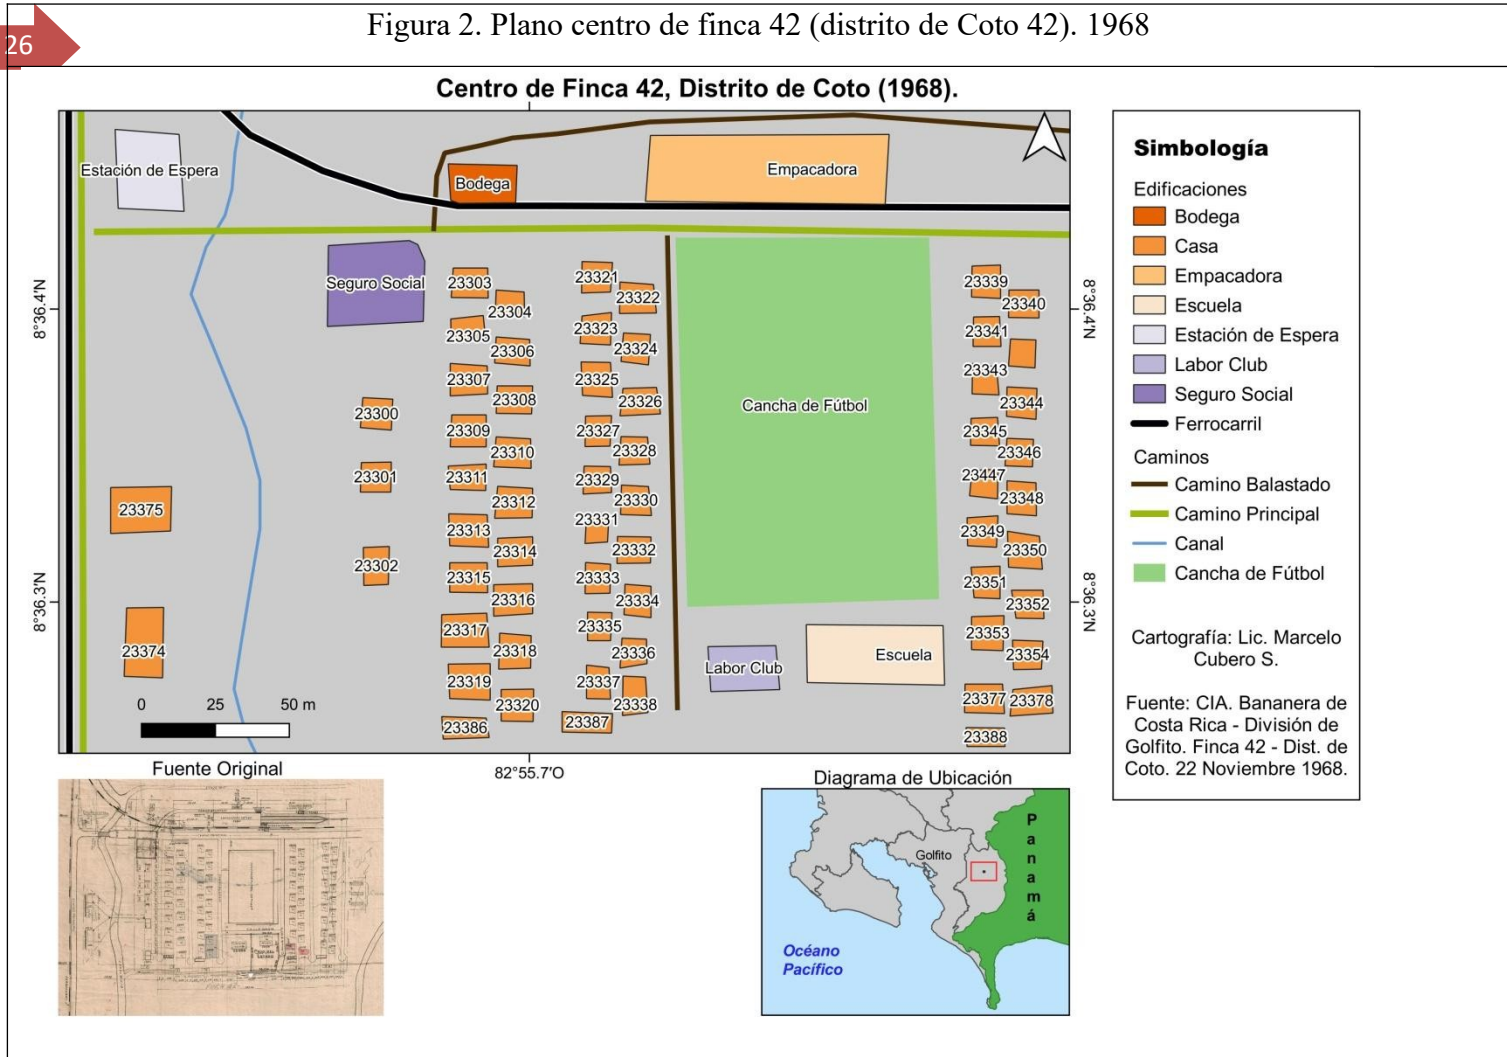 26
Figura 2. Plano centro de finca 42 (distrito de Coto 42). 1968
Centro de Finca 42, Distrito de Coto (1968).
Estación de Espera
Bodega
Empacadora
Seguro Social
Cancha de Fútbol
Labor Club
Escuela
23375
23374
23300
23301
23302
23303
23304
23305
23306
23307
23308
23309
23310
23311
23312
23313
23314
23315
23316
23317
23318
23319
23320
23386
23321
23322
23323
23324
23325
23326
23327
23328
23329
23330
23331
23332
23333
23334
23335
23336
23337
23338
23387
23339
23340
23341
23343
23344
23345
23346
23447
23348
23349
23350
23351
23352
23353
23354
23377
23378
23388
0 25 50 m
8°36.4'N
8°36.3'N
8°36.4'N
8°36.3'N
82°55.7'O
Simbología
Edificaciones
Bodega
Casa
Empacadora
Escuela
Estación de Espera
Labor Club
Seguro Social
Ferrocarril
Caminos
Camino Balastado
Camino Principal
Canal
Cancha de Fútbol
Cartografía: Lic. Marcelo
Cubero S.
Fuente: CIA. Bananera de
Costa Rica - División de
Golfito. Finca 42 - Dist. de
Coto. 22 Noviembre 1968.
Fuente Original
Diagrama de Ubicación
Golfito
Panamá
Océano
Pacífico